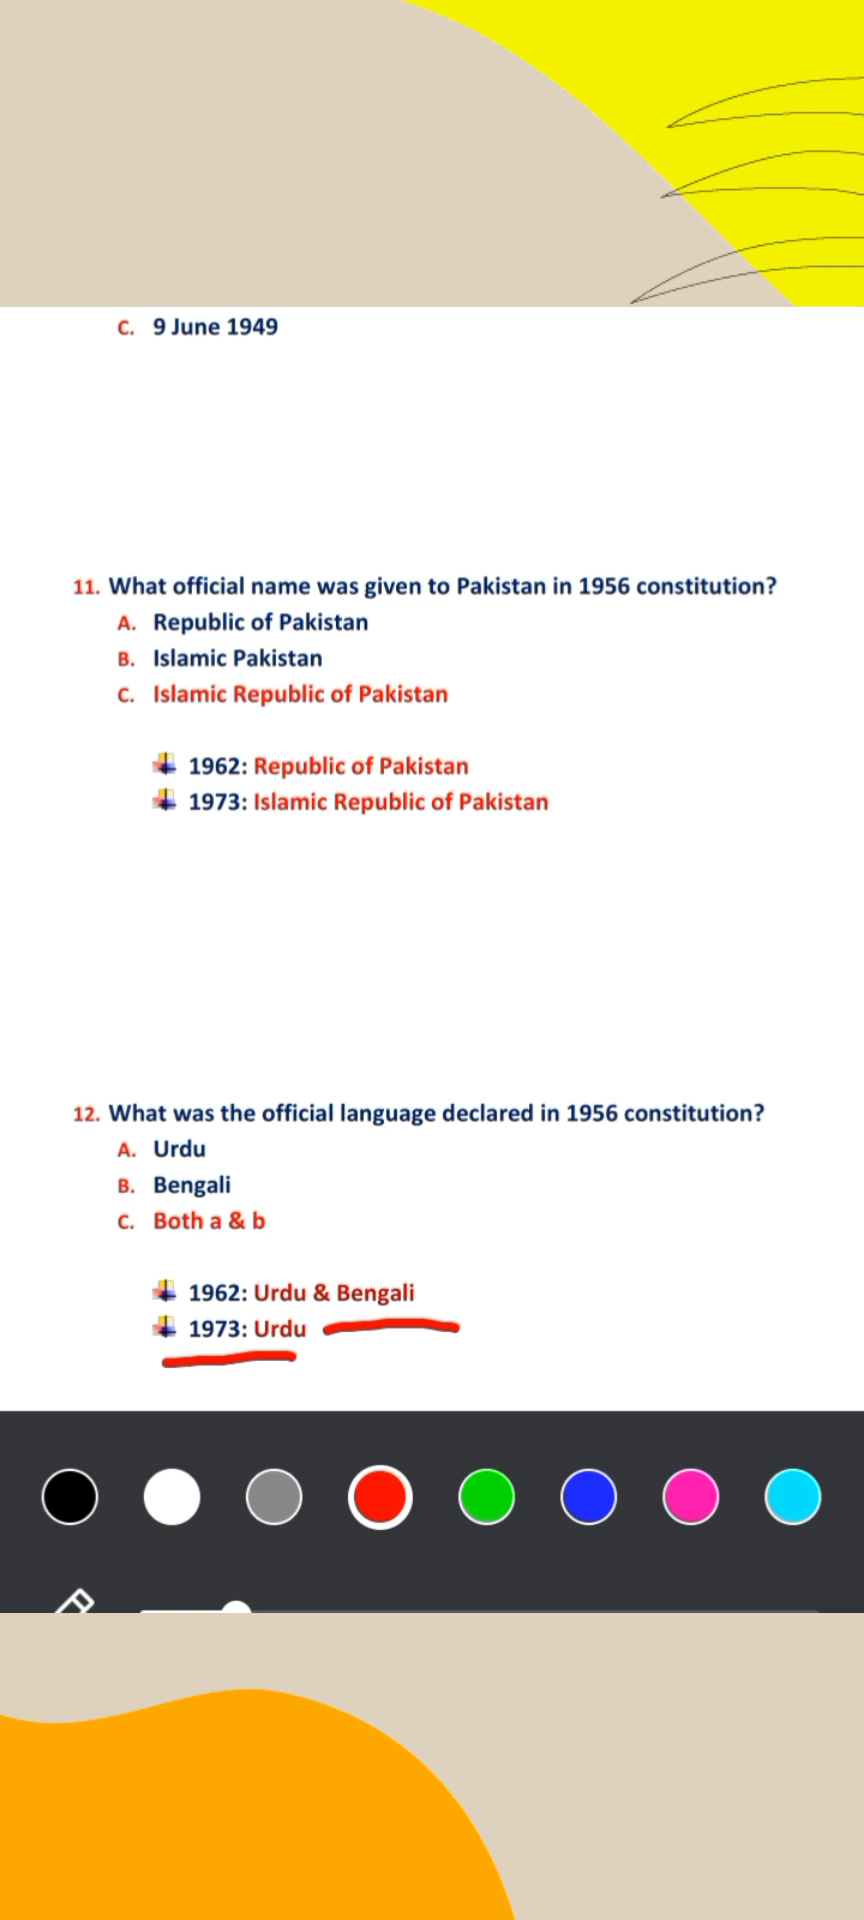 C. 9 June 1949
11. What official name was given to Pakistan in 1956 constitution?
A. Republic of Pakistan
B. Islamic Pakistan
C. Islamic Republic of Pakistan
1962: Republic of Pakistan
1973: Islamic Republic of Pakistan
12. What was the official language declared in 1956 constitution?
A. Urdu
B. Bengali
C. Both a & b
1962: Urdu & Bengali
1973: Urdu